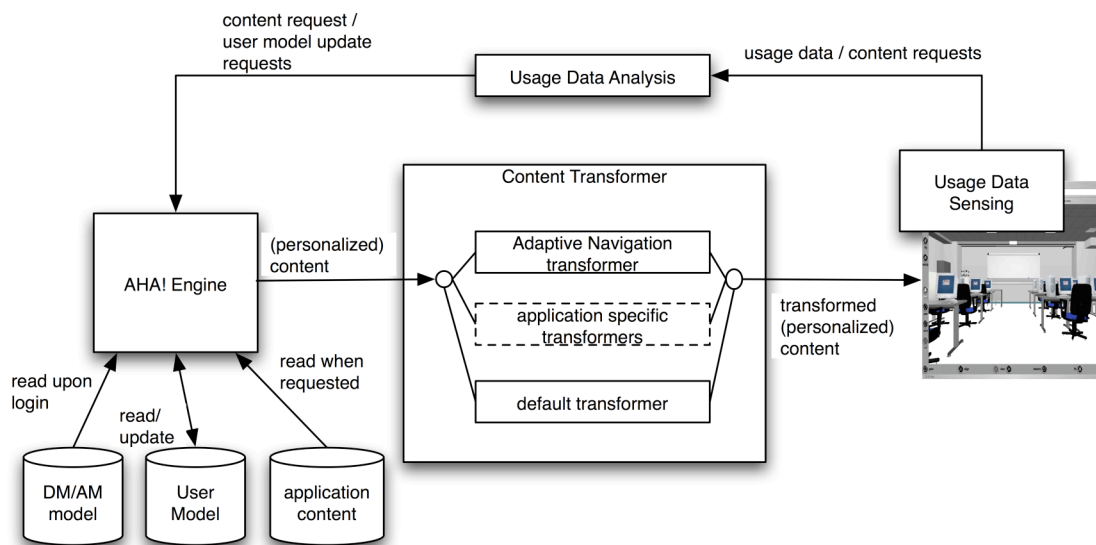 content request /
user model update
requests
Usage Data Analysis
usage data / content requests
Usage Data
Sensing
Content Transformer
AHA! Engine
(personalized)
content
Adaptive Navigation
transformer
application specific
transformers
default transformer
transformed
(personalized)
content
read upon
login
read/
update
read when
requested
DM/AM
model
User
Model
application
content